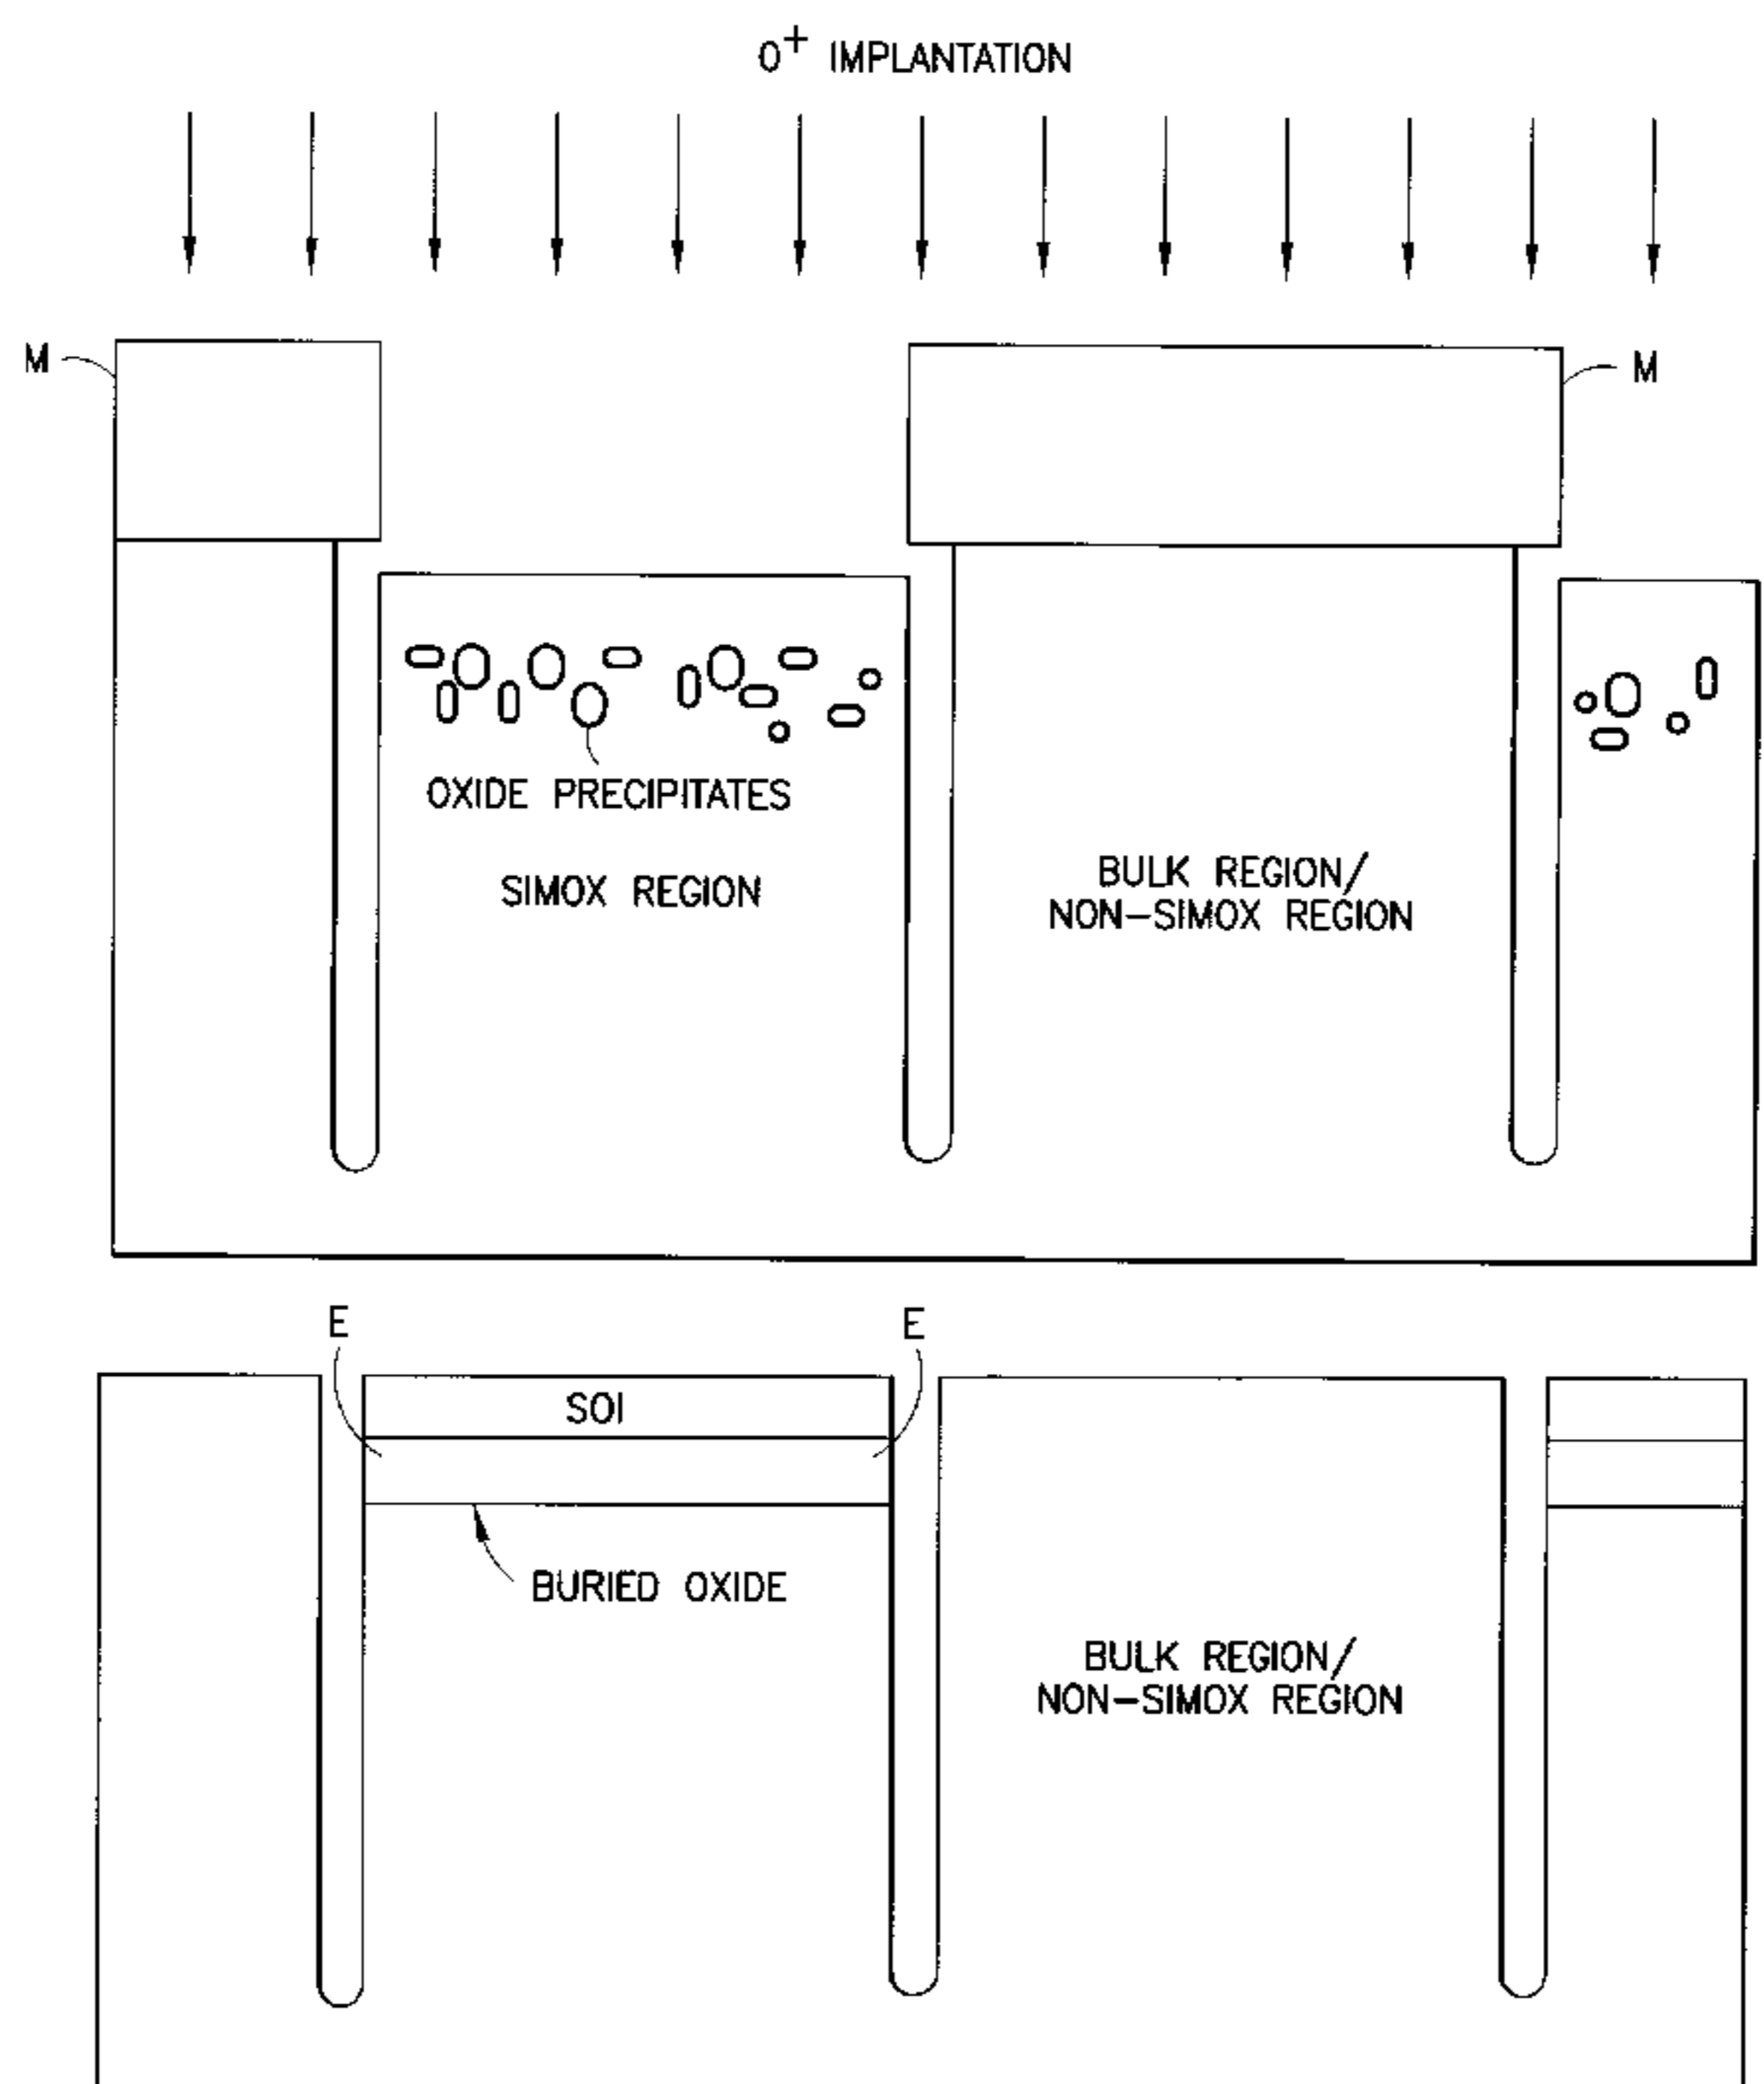 O+ IMPLANTATION
M
M
OXIDE PRECIPITATES
SIMOX REGION
BULK REGION/
NON-SIMOX REGION
E
E
SOI
BURIED OXIDE
BULK REGION/
NON-SIMOX REGION